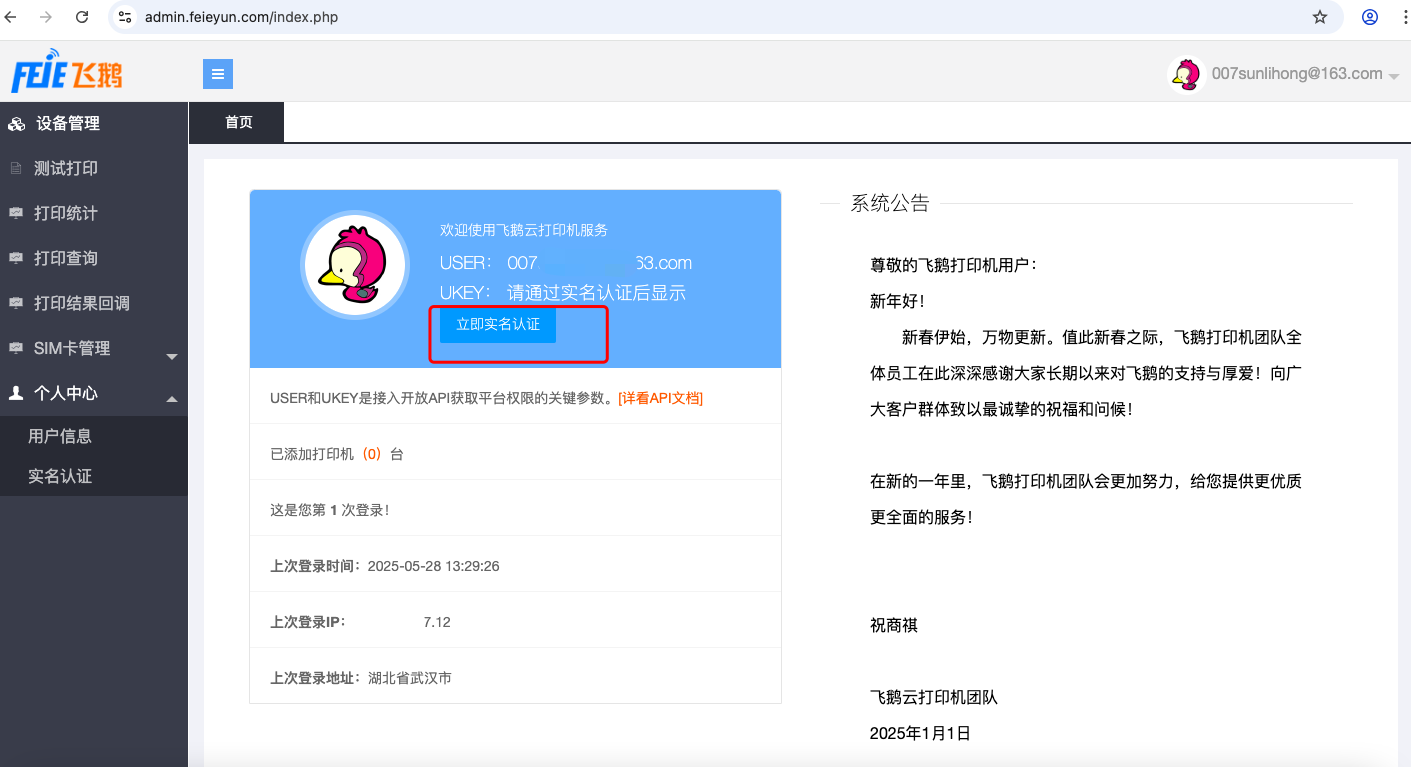 admin.feieyun.com/index.php
FEIE飞鹅
007sunlihong@163.com
设备管理
测试打印
打印统计
打印查询
打印结果回调
SIM卡管理
个人中心
用户信息
实名认证
首页
欢迎使用飞鹅云打印机服务
USER： 007 63.com
UKEY： 请通过实名认证后显示
立即实名认证
USER和UKEY是接入开放API获取平台权限的关键参数。[详看API文档]
已添加打印机（0）台
这是您第 1 次登录！
上次登录时间：2025-05-28 13:29:26
上次登录IP： 7.12
上次登录地址：湖北省武汉市
系统公告
尊敬的飞鹅打印机用户：
新年好！
新春伊始，万物更新。值此新春之际，飞鹅打印机团队全
体员工在此深深感谢大家长期以来对飞鹅的支持与厚爱！向广
大客户群体致以最诚挚的祝福和问候！
在新的一年里，飞鹅打印机团队会更加努力，给您提供更优质
更全面的服务！
祝商祺
飞鹅云打印机团队
2025年1月1日